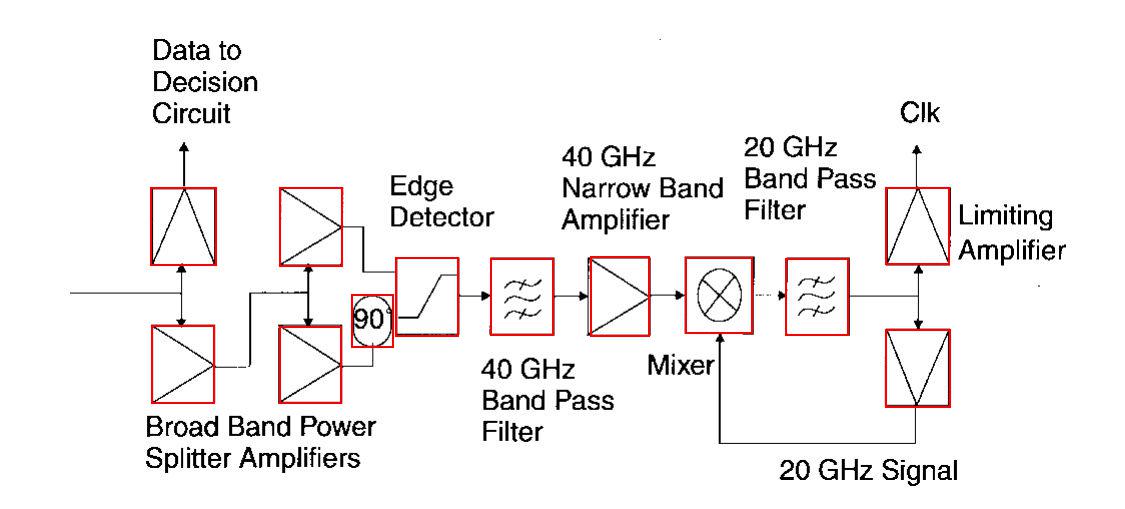 Data to
Decision
Circuit
Edge
Detector
40 GHz
Narrow Band
Amplifier
20 GHz
Band Pass
Filter
Clk
Limiting
Amplifier
90°
Mixer
40 GHz
Band Pass
Filter
Broad Band Power
Splitter Amplifiers
20 GHz Signal